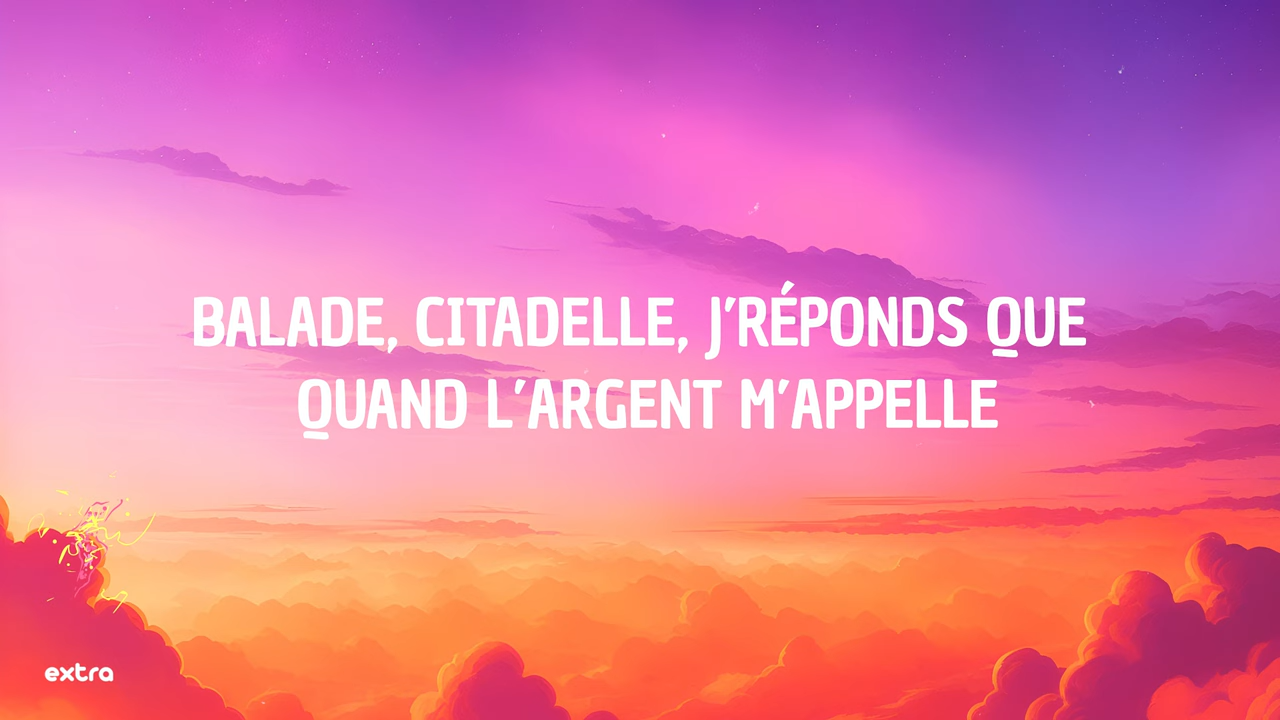 BALADE, CITADELLE, J'RÉPONDS QUE
QUAND L'ARGENT M'APPELLE
extra